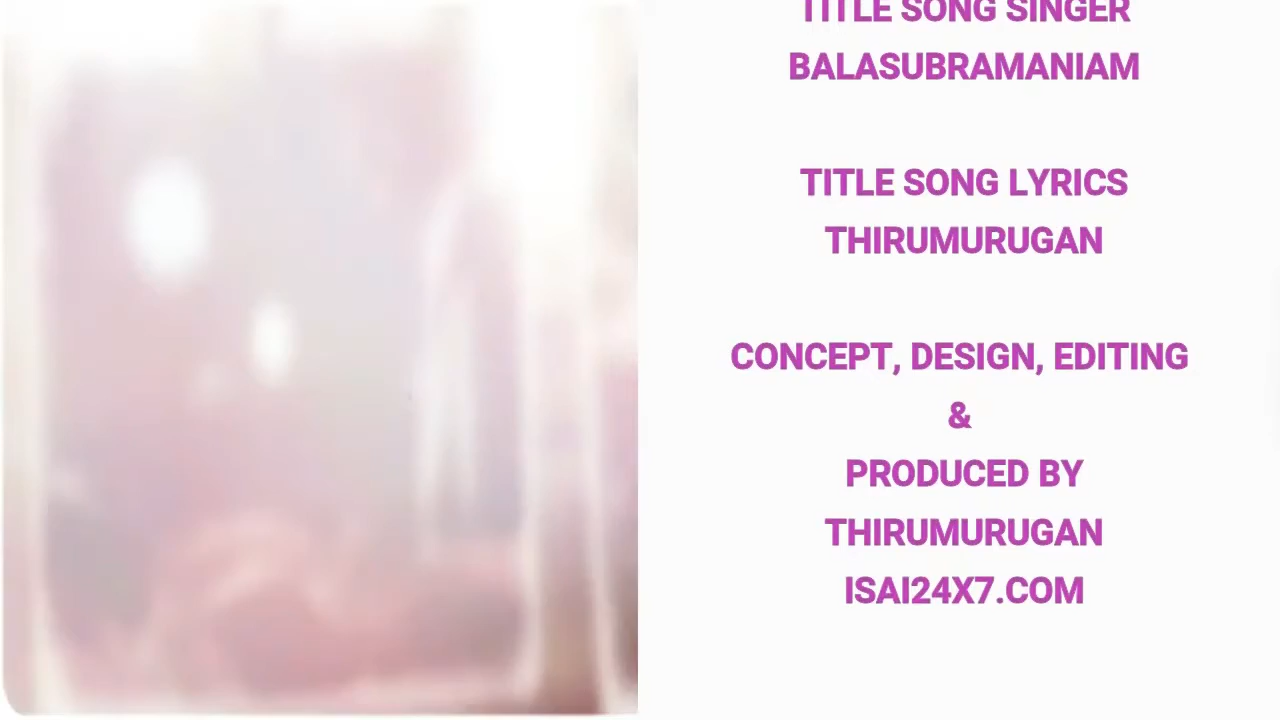 TITLE SONG SINGER
BALASUBRAMANIAM
TITLE SONG LYRICS
THIRUMURUGAN
CONCEPT, DESIGN, EDITING
&
PRODUCED BY
THIRUMURUGAN
ISAI24X7.COM